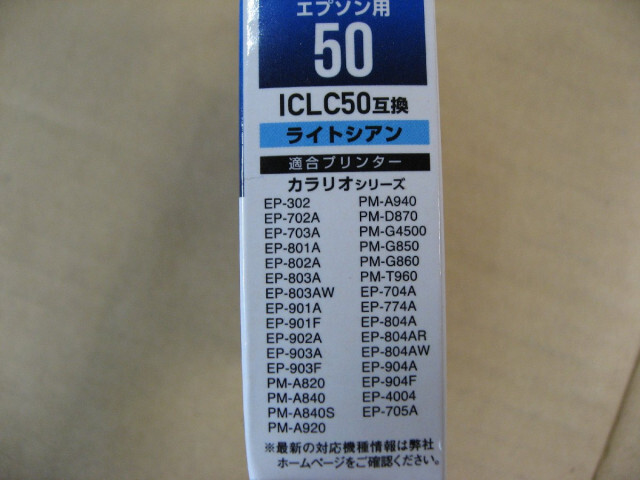 エプソン用
50
ICLC50互換
ライトシアン
適合プリンター
カラリオシリーズ
EP-302
EP-702A
EP-703A
EP-801A
EP-802A
EP-803A
EP-803AW
EP-901A
EP-901F
EP-902A
EP-903A
EP-903F
PM-A820
PM-A840
PM-A840S
PM-A920
PM-A940
PM-D870
PM-G4500
PM-G850
PM-G860
PM-T960
EP-704A
EP-774A
EP-804A
EP-804AR
EP-804AW
EP-904A
EP-904F
EP-4004
EP-705A
※最新の対応機種情報は弊社
ホームページをご確認ください。